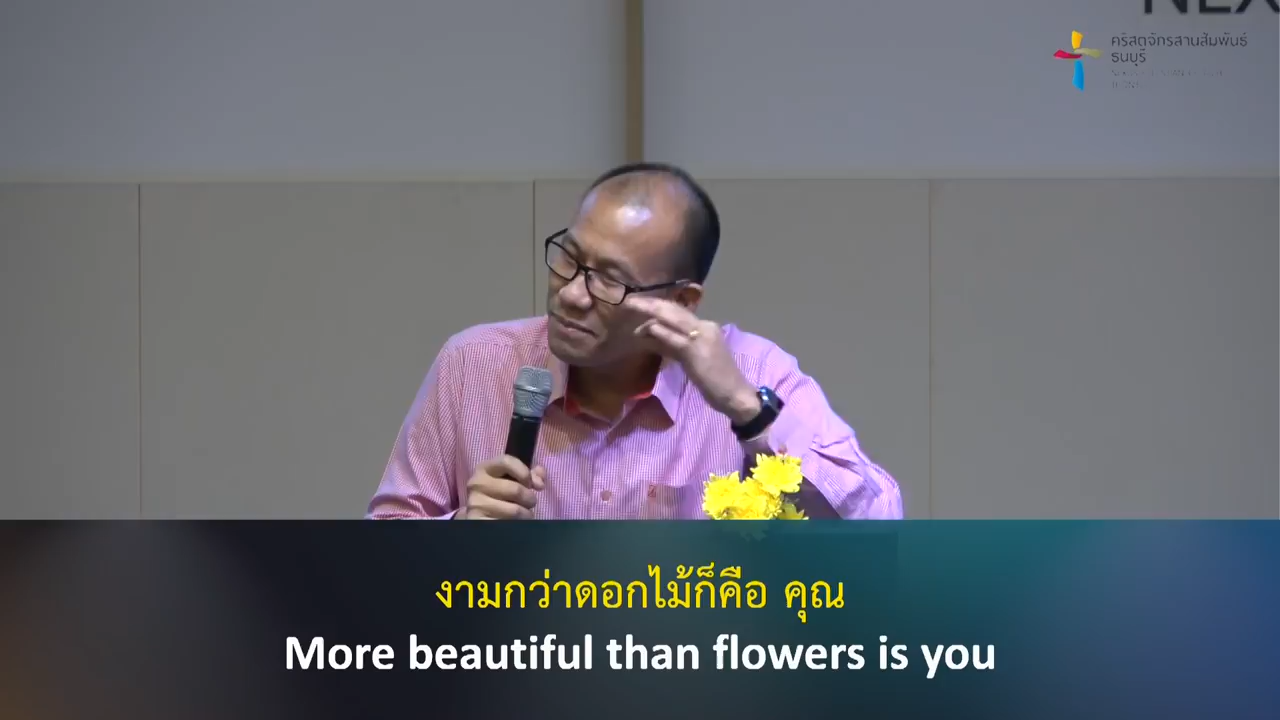 คริสตจักรสานสัมพันธ์
ธนบุรี
งามกว่าดอกไม้ก็คือ คุณ
More beautiful than flowers is you